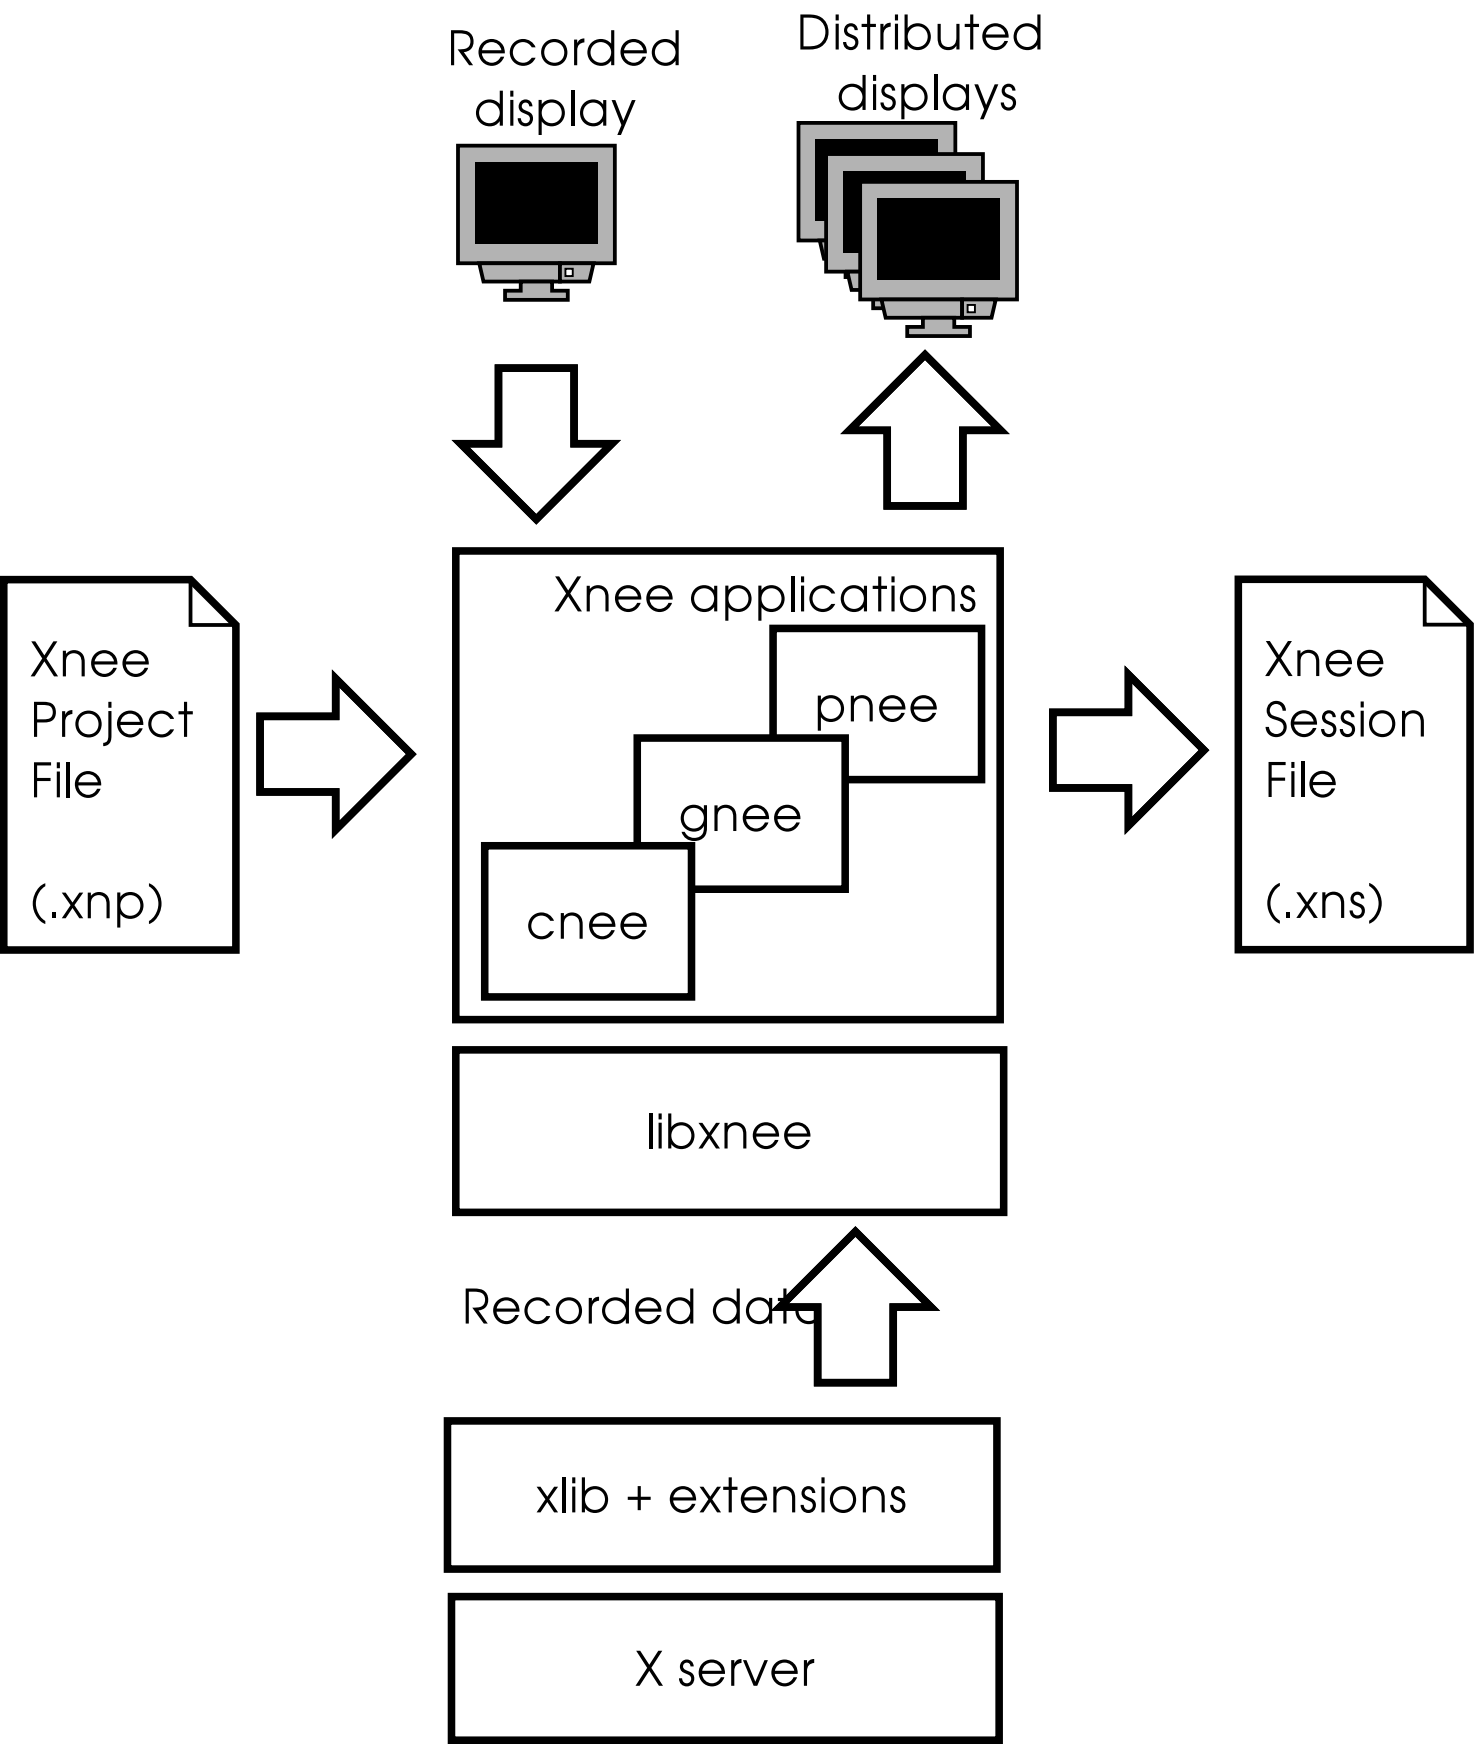 Recorded
display
Distributed
displays
Xnee
Project
File
(.xnp)
Xnee applications
pnee
gnee
cnee
Xnee
Session
File
(.xns)
libxnee
Recorded data
xlib + extensions
X server